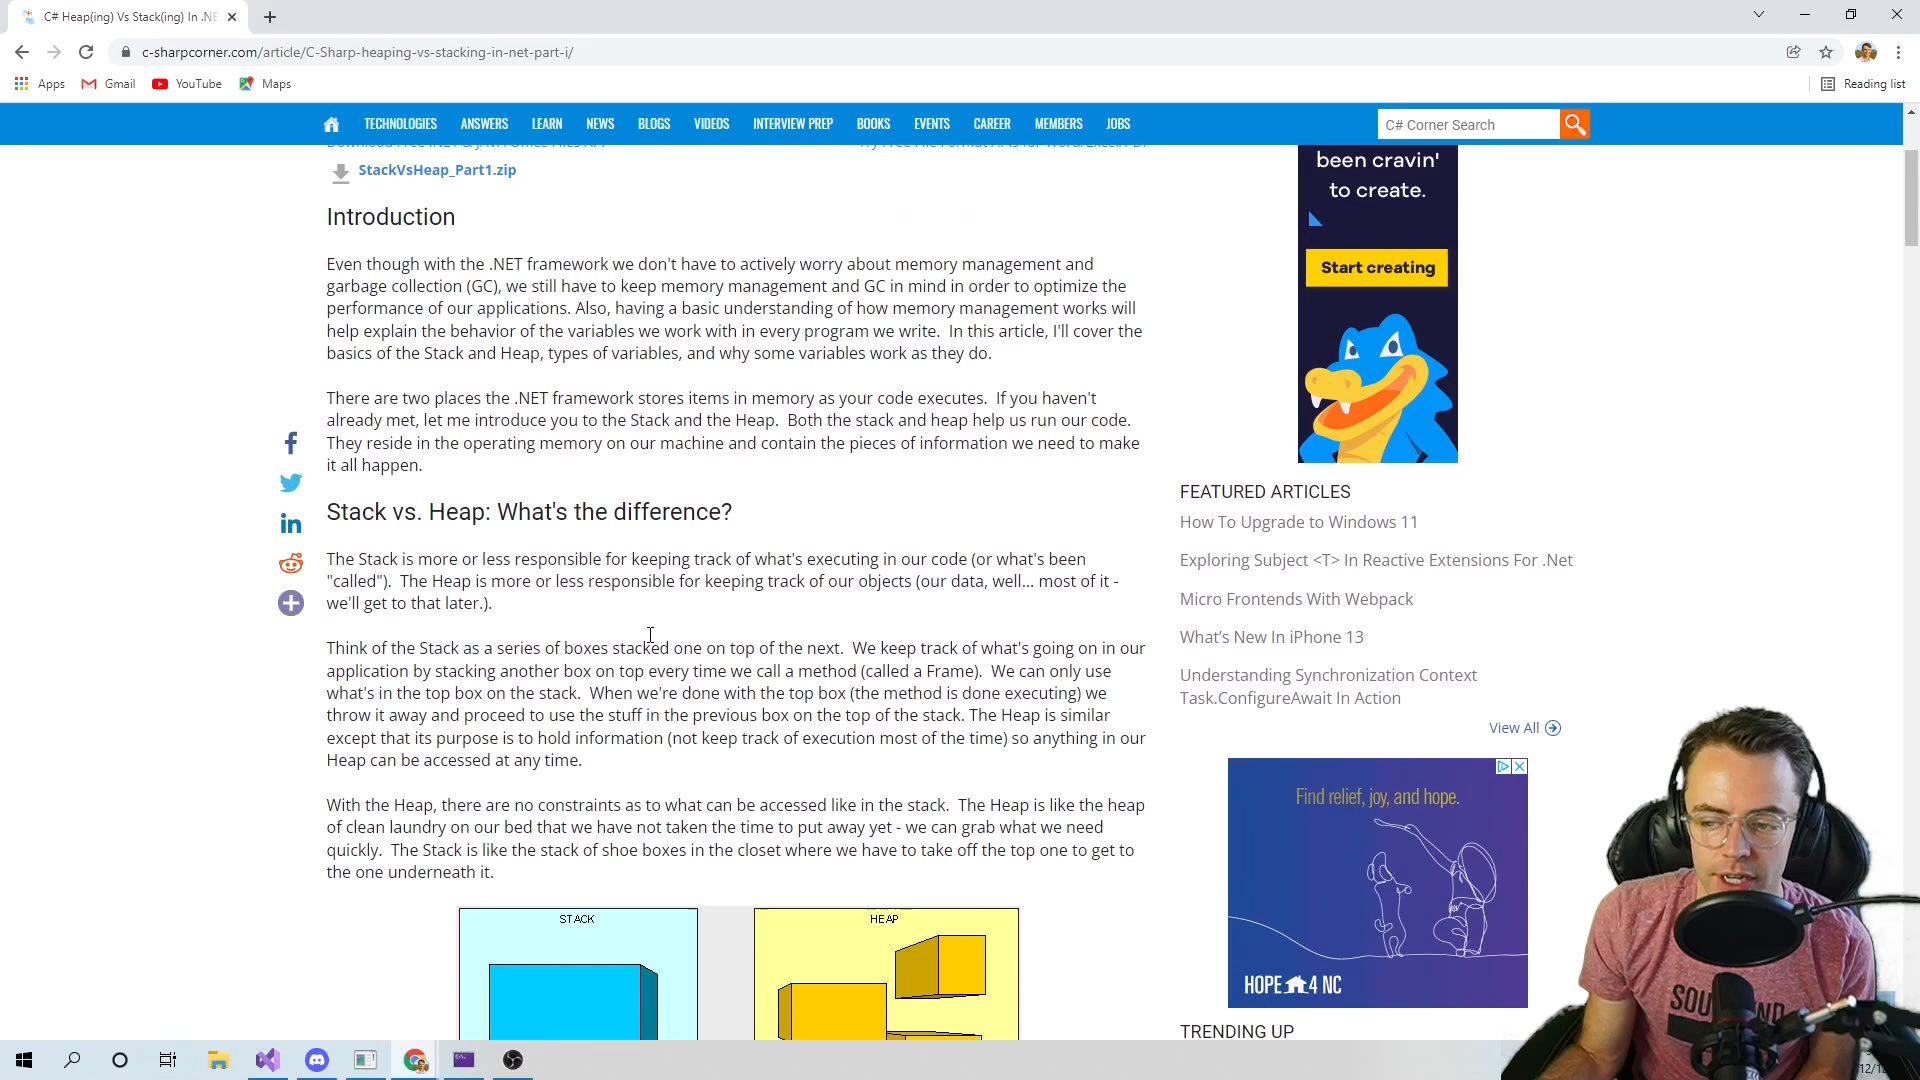 C# Heap(ing) Vs Stack(ing) In .NE
c-sharpcorner.com/article/C-Sharp-heaping-vs-stacking-in-net-part-i/
Apps
Gmail
YouTube
Maps
Reading list
TECHNOLOGIES
ANSWERS
LEARN
NEWS
BLOGS
VIDEOS
INTERVIEW PREP
BOOKS
EVENTS
CAREER
MEMBERS
JOBS
C# Corner Search
StackVsHeap_Part1.zip
Introduction
Even though with the .NET framework we don't have to actively worry about memory management and
garbage collection (GC), we still have to keep memory management and GC in mind in order to optimize the
performance of our applications. Also, having a basic understanding of how memory management works will
help explain the behavior of the variables we work with in every program we write.  In this article, I'll cover the
basics of the Stack and Heap, types of variables, and why some variables work as they do.
There are two places the .NET framework stores items in memory as your code executes.  If you haven't
already met, let me introduce you to the Stack and the Heap.  Both the stack and heap help us run our code.
They reside in the operating memory on our machine and contain the pieces of information we need to make
it all happen.
Stack vs. Heap: What's the difference?
The Stack is more or less responsible for keeping track of what's executing in our code (or what's been
"called").  The Heap is more or less responsible for keeping track of our objects (our data, well... most of it -
we'll get to that later.).
Think of the Stack as a series of boxes stacked one on top of the next.  We keep track of what's going on in our
application by stacking another box on top every time we call a method (called a Frame).  We can only use
what's in the top box on the stack.  When we're done with the top box (the method is done executing) we
throw it away and proceed to use the stuff in the previous box on the top of the stack. The Heap is similar
except that its purpose is to hold information (not keep track of execution most of the time) so anything in our
Heap can be accessed at any time.
With the Heap, there are no constraints as to what can be accessed like in the stack.  The Heap is like the heap
of clean laundry on our bed that we have not taken the time to put away yet - we can grab what we need
quickly.  The Stack is like the stack of shoe boxes in the closet where we have to take off the top one to get to
the one underneath it.
STACK
HEAP
been cravin'
to create.
Start creating
FEATURED ARTICLES
How To Upgrade to Windows 11
Exploring Subject <T> In Reactive Extensions For .Net
Micro Frontends With Webpack
What's New In iPhone 13
Understanding Synchronization Context
Task.ConfigureAwait In Action
View All
Find relief, joy, and hope.
HOPE 4 NC
TRENDING UP